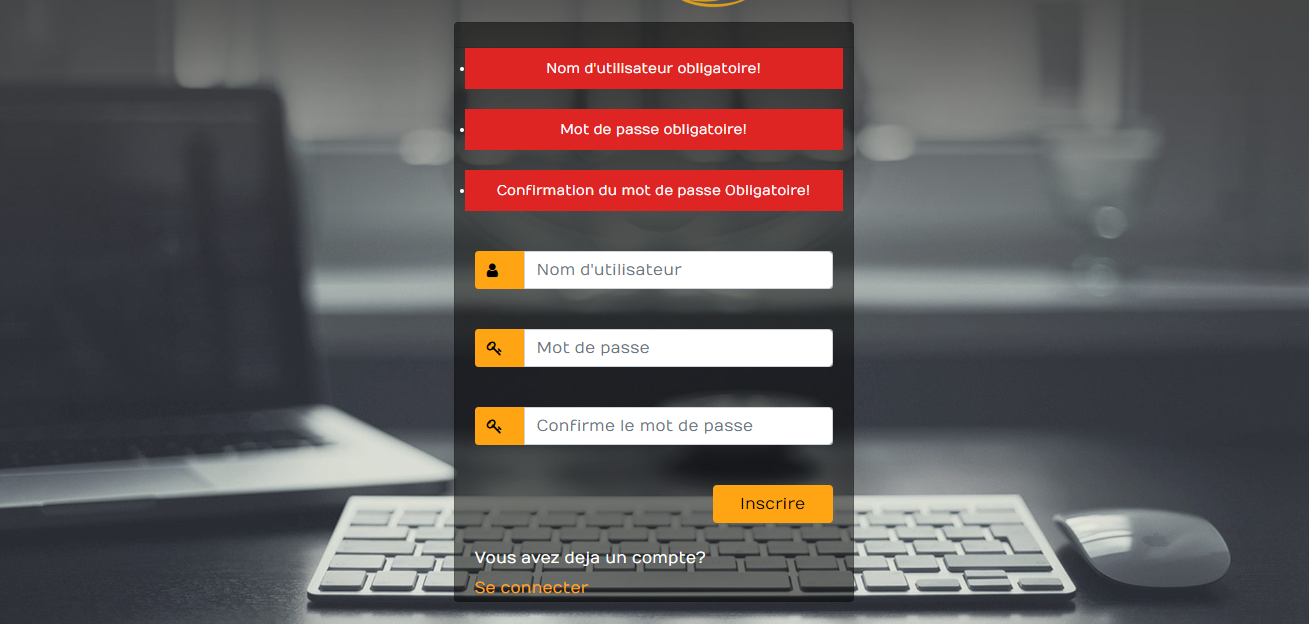 Nom d'utilisateur obligatoire!
Mot de passe obligatoire!
Confirmation du mot de passe Obligatoire!
Nom d'utilisateur
Mot de passe
Confirme le mot de passe
Inscrire
Vous avez deja un compte?
Se connecter